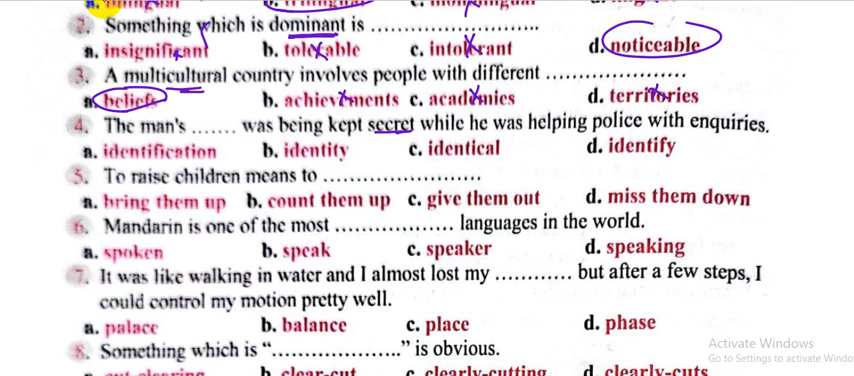 2. Something which is dominant is ..............................
a. insignificant b. tolerable c. intolerant d. noticeable
3. A multicultural country involves people with different ........................
a. beliefs b. achievements c. academies d. territories
4. The man's ....... was being kept secret while he was helping police with enquiries.
a. identification b. identity c. identical d. identify
5. To raise children means to ...........................
a. bring them up b. count them up c. give them out d. miss them down
6. Mandarin is one of the most .................. languages in the world.
a. spoken b. speak c. speaker d. speaking
7. It was like walking in water and I almost lost my ............ but after a few steps, I
could control my motion pretty well.
a. palace b. balance c. place d. phase
Activate Windows
8. Something which is “....................” is obvious.
Go to Settings to activate Windo
b. clear-cut c. clearly-cutting d. clearly-cuts